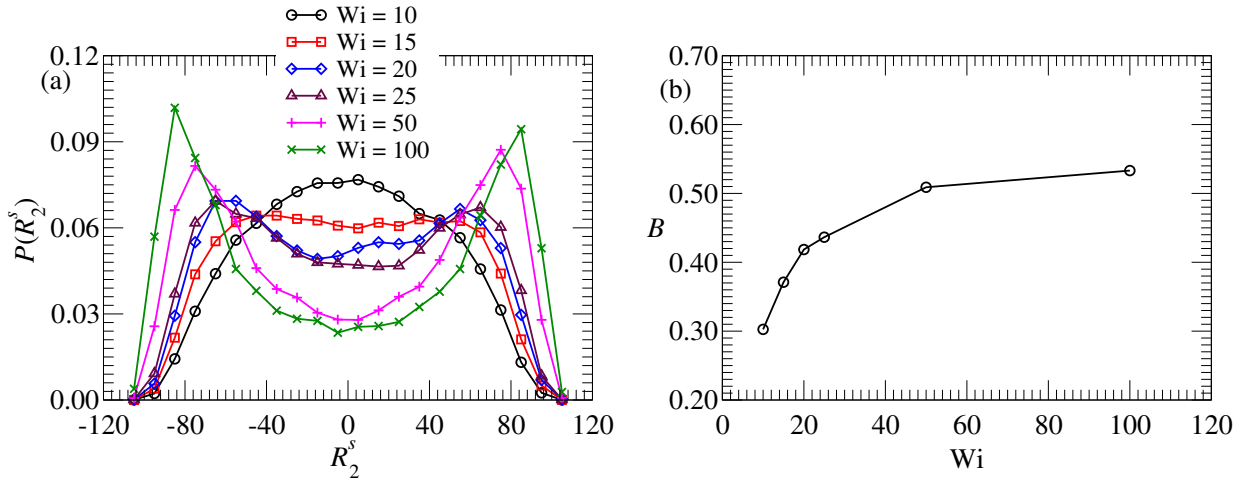 Wi = 10
Wi = 15
Wi = 20
Wi = 25
Wi = 50
Wi = 100
(a)
0.12
0.09
0.06
0.03
0.00
P(R₂ˢ)
-120 -80 -40 0 40 80 120
R₂ˢ
(b)
0.70
0.60
0.50
0.40
0.30
0.20
B
0 20 40 60 80 100 120
Wi